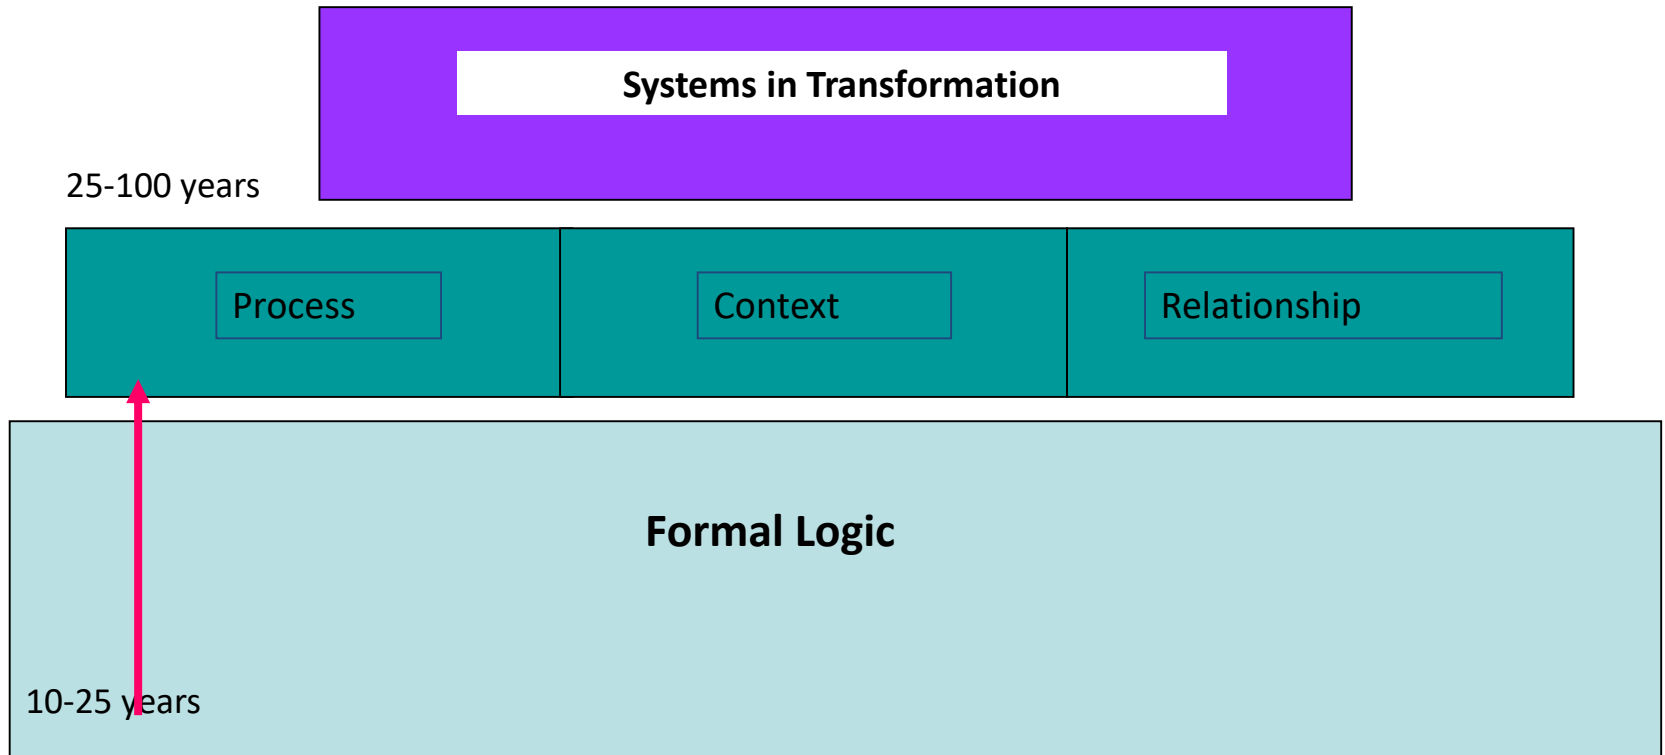 Systems in Transformation
25-100 years
Process
Context
Relationship
Formal Logic
10-25 years